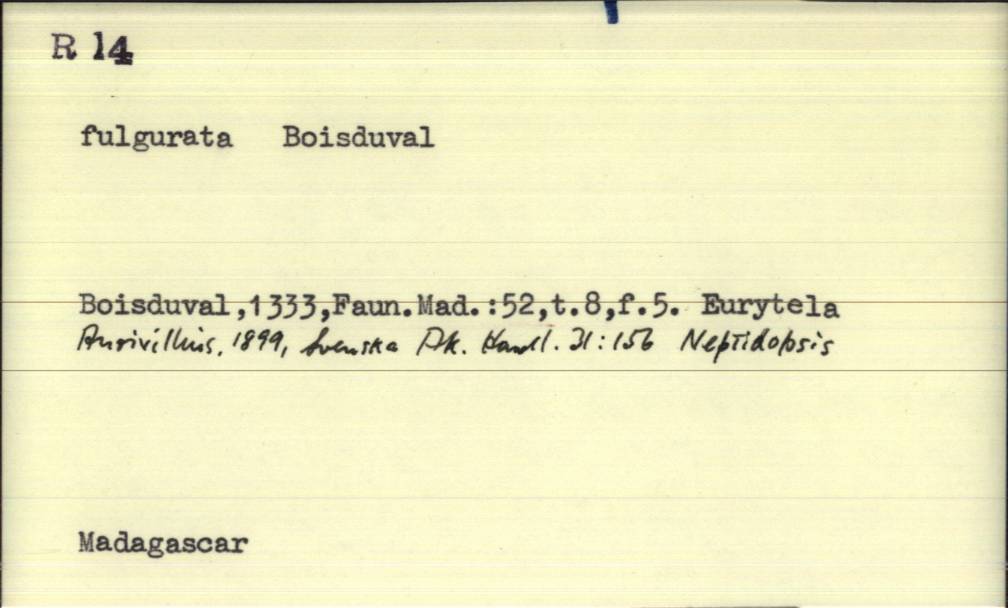 R 14
fulgurata Boisduval
Boisduval,1333,Faun.Mad.:52,t.8,f.5. Eurytela
Aurivillius, 1899, Svenska Ak. Handl. 31:156 Neptidopsis
Madagascar